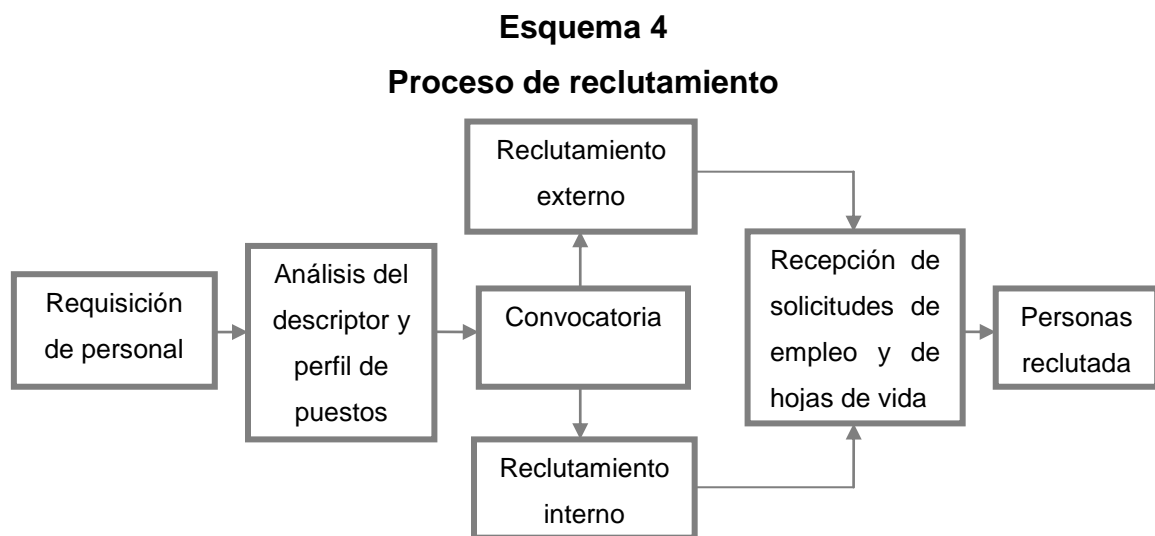 Esquema 4
Proceso de reclutamiento
Requisición
de personal
Análisis del
descriptor y
perfil de
puestos
Convocatoria
Reclutamiento
externo
Reclutamiento
interno
Recepción de
solicitudes de
empleo y de
hojas de vida
Personas
reclutada